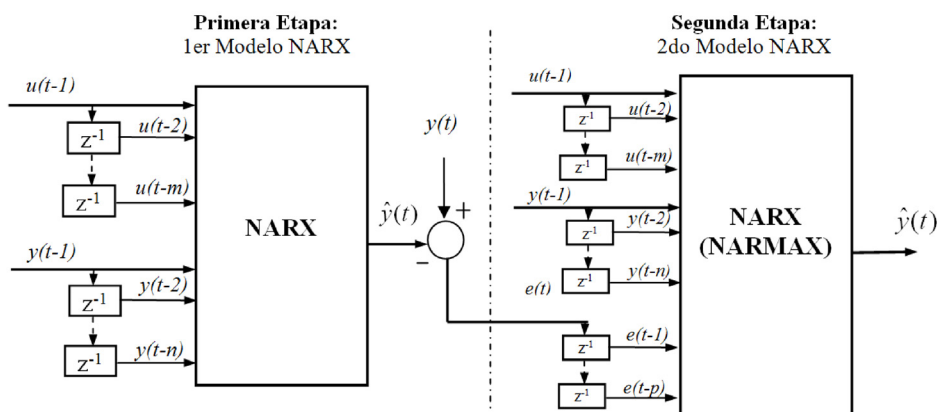 Primera Etapa:
1er Modelo NARX
u(t-1)
z-1
u(t-2)
z-1
u(t-m)
y(t-1)
z-1
y(t-2)
z-1
y(t-n)
NARX
ŷ(t)
y(t)
+
−
e(t)
Segunda Etapa:
2do Modelo NARX
u(t-1)
z-1
u(t-2)
z-1
u(t-m)
y(t-1)
z-1
y(t-2)
z-1
y(t-n)
z-1
e(t-1)
z-1
e(t-p)
NARX
(NARMAX)
ŷ(t)